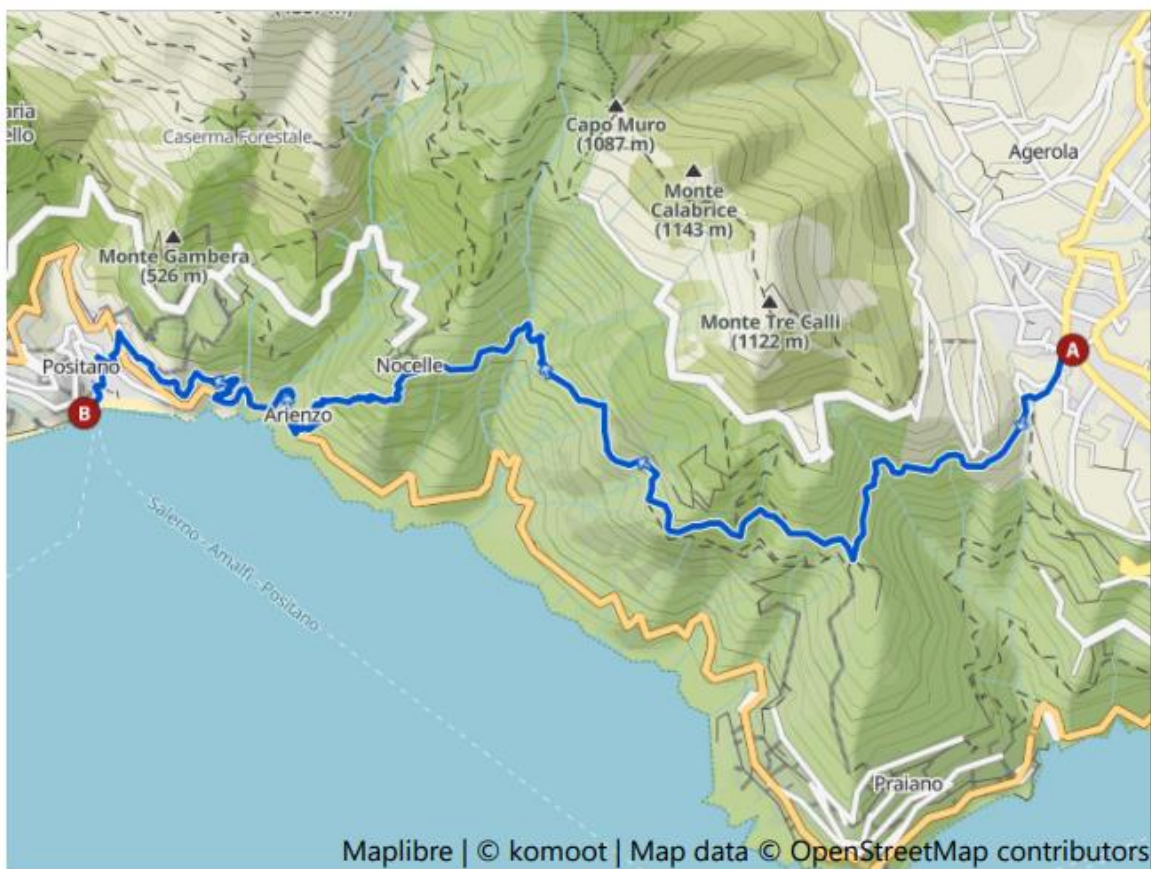 Caserma Forestale
Capo Muro
(1087 m)
Agerola
Monte
Calabrice
(1143 m)
Monte Gambera
(526 m)
Monte Tre Calli
(1122 m)
A
Positano
Nocelle
B
Arienzo
Salerno - Amalfi - Positano
Praiano
Maplibre | © komoot | Map data © OpenStreetMap contributors